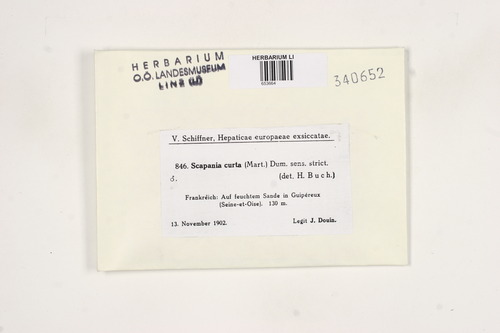 HERBARIUM
O.Ö. LANDESMUSEUM
LINZ (LI)
HERBARIUM LI
340652
V. Schiffner, Hepaticae europaeae exsiccatae.
846. Scapania curta (Mart.) Dum. sens. strict.
♂. (det. H. Buch.)
Frankreich: Auf feuchtem Sande in Guipéreux
(Seine-et-Oise). 130 m.
13. November 1902. Legit J. Douin.